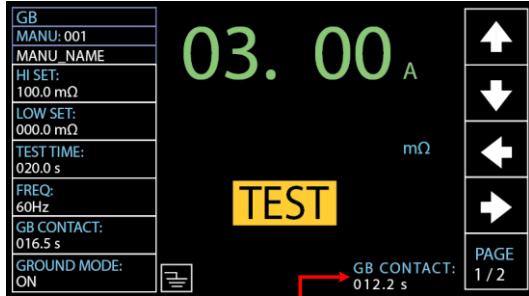 GB
MANU: 001
MANU_NAME
HI SET:
100.0 mΩ
LOW SET:
000.0 mΩ
TEST TIME:
020.0 s
FREQ:
60Hz
GB CONTACT:
016.5 s
GROUND MODE:
ON
03. 00 A
mΩ
TEST
GB CONTACT:
012.2 s
PAGE
1 / 2